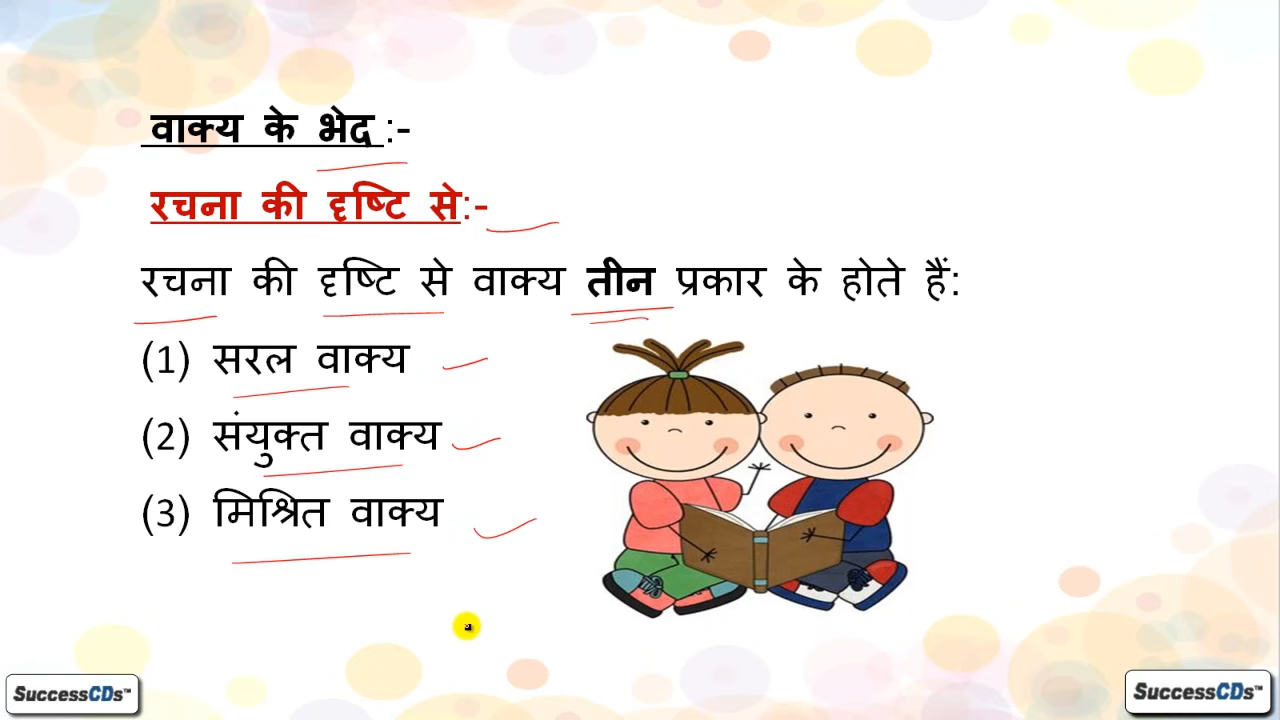 वाक्य के भेद :-
रचना की दृष्टि से:-
रचना की दृष्टि से वाक्य तीन प्रकार के होते हैं:
(1) सरल वाक्य
(2) संयुक्त वाक्य
(3) मिश्रित वाक्य
SuccessCDs™
SuccessCDs™